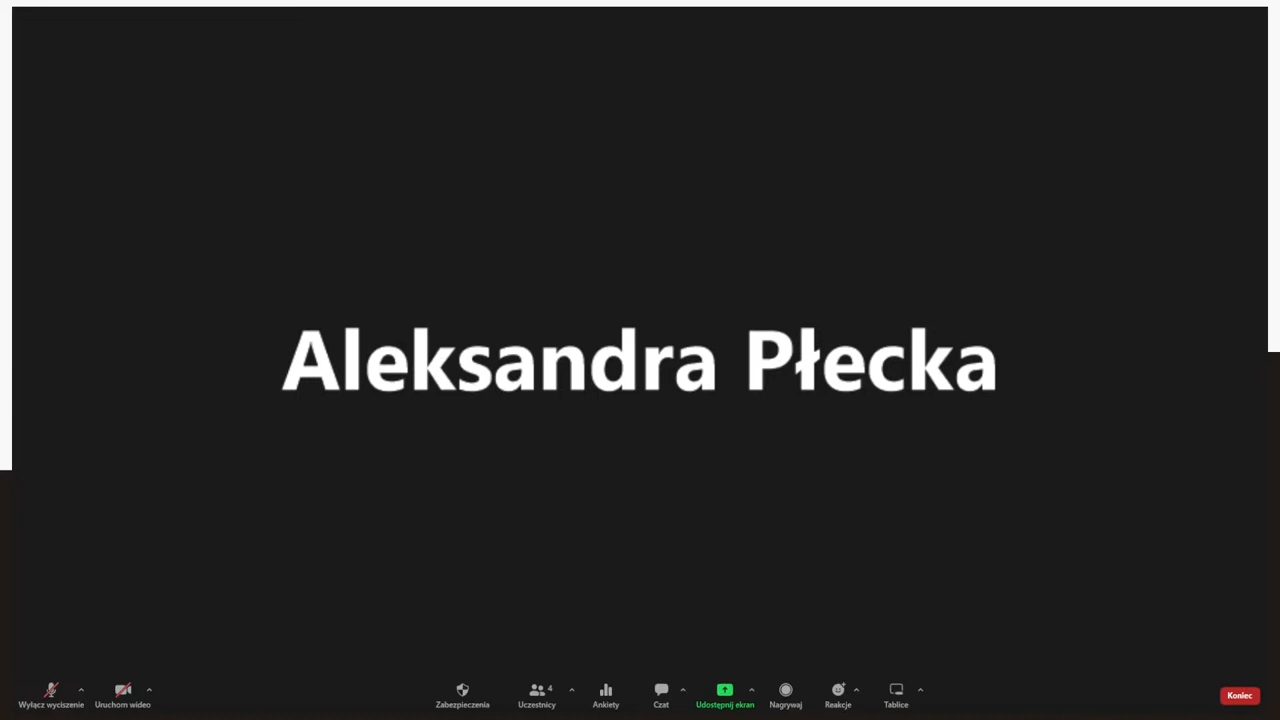 Aleksandra Płecka
Wyłącz wyciszenie
Uruchom wideo
Zabezpieczenia
4
Uczestnicy
Ankiety
Czat
Udostępnij ekran
Nagrywaj
Reakcje
Tablice
Koniec